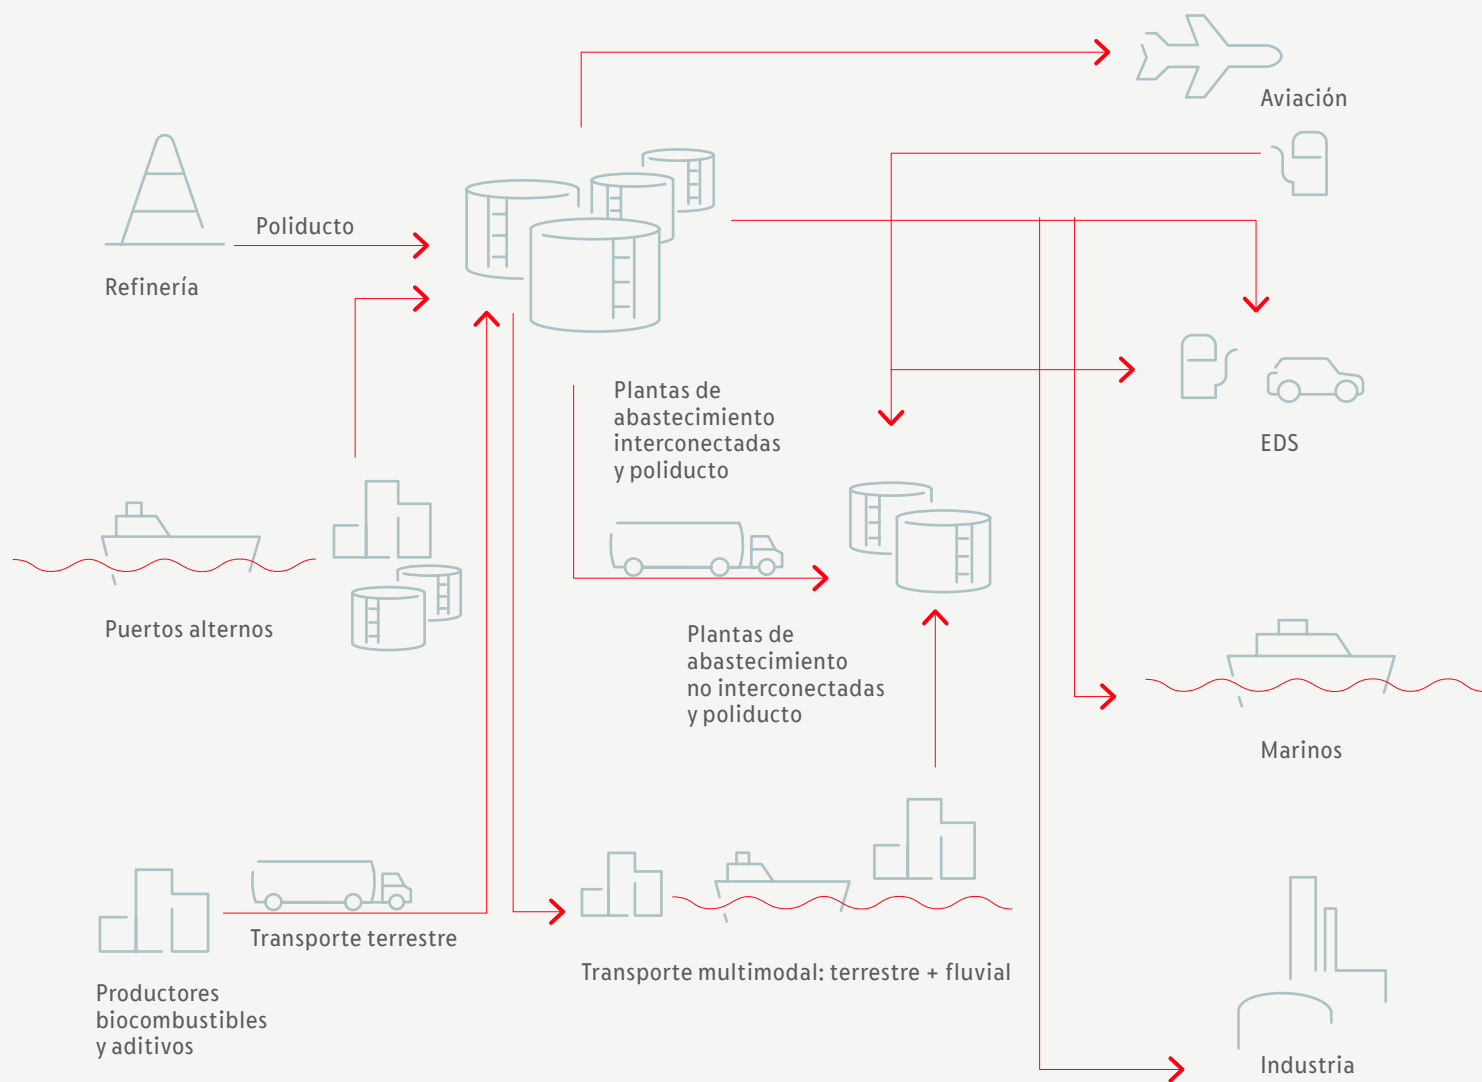 Aviación
Poliducto
Refinería
Plantas de
abastecimiento
interconectadas
y poliducto
EDS
Puertos alternos
Plantas de
abastecimiento
no interconectadas
y poliducto
Marinos
Transporte terrestre
Transporte multimodal: terrestre + fluvial
Productores
biocombustibles
y aditivos
Industria